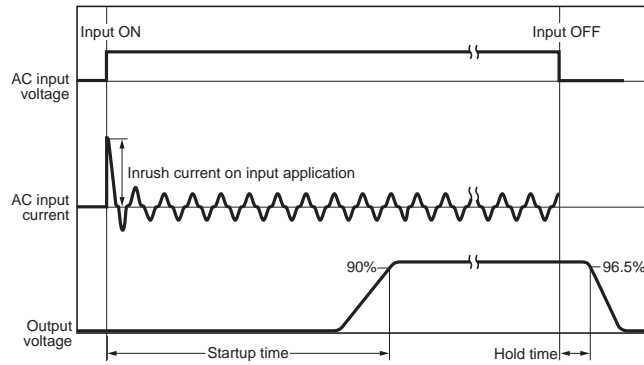 Input ON
Input OFF
AC input
voltage
Inrush current on input application
AC input
current
90%
96.5%
Output
voltage
Startup time
Hold time